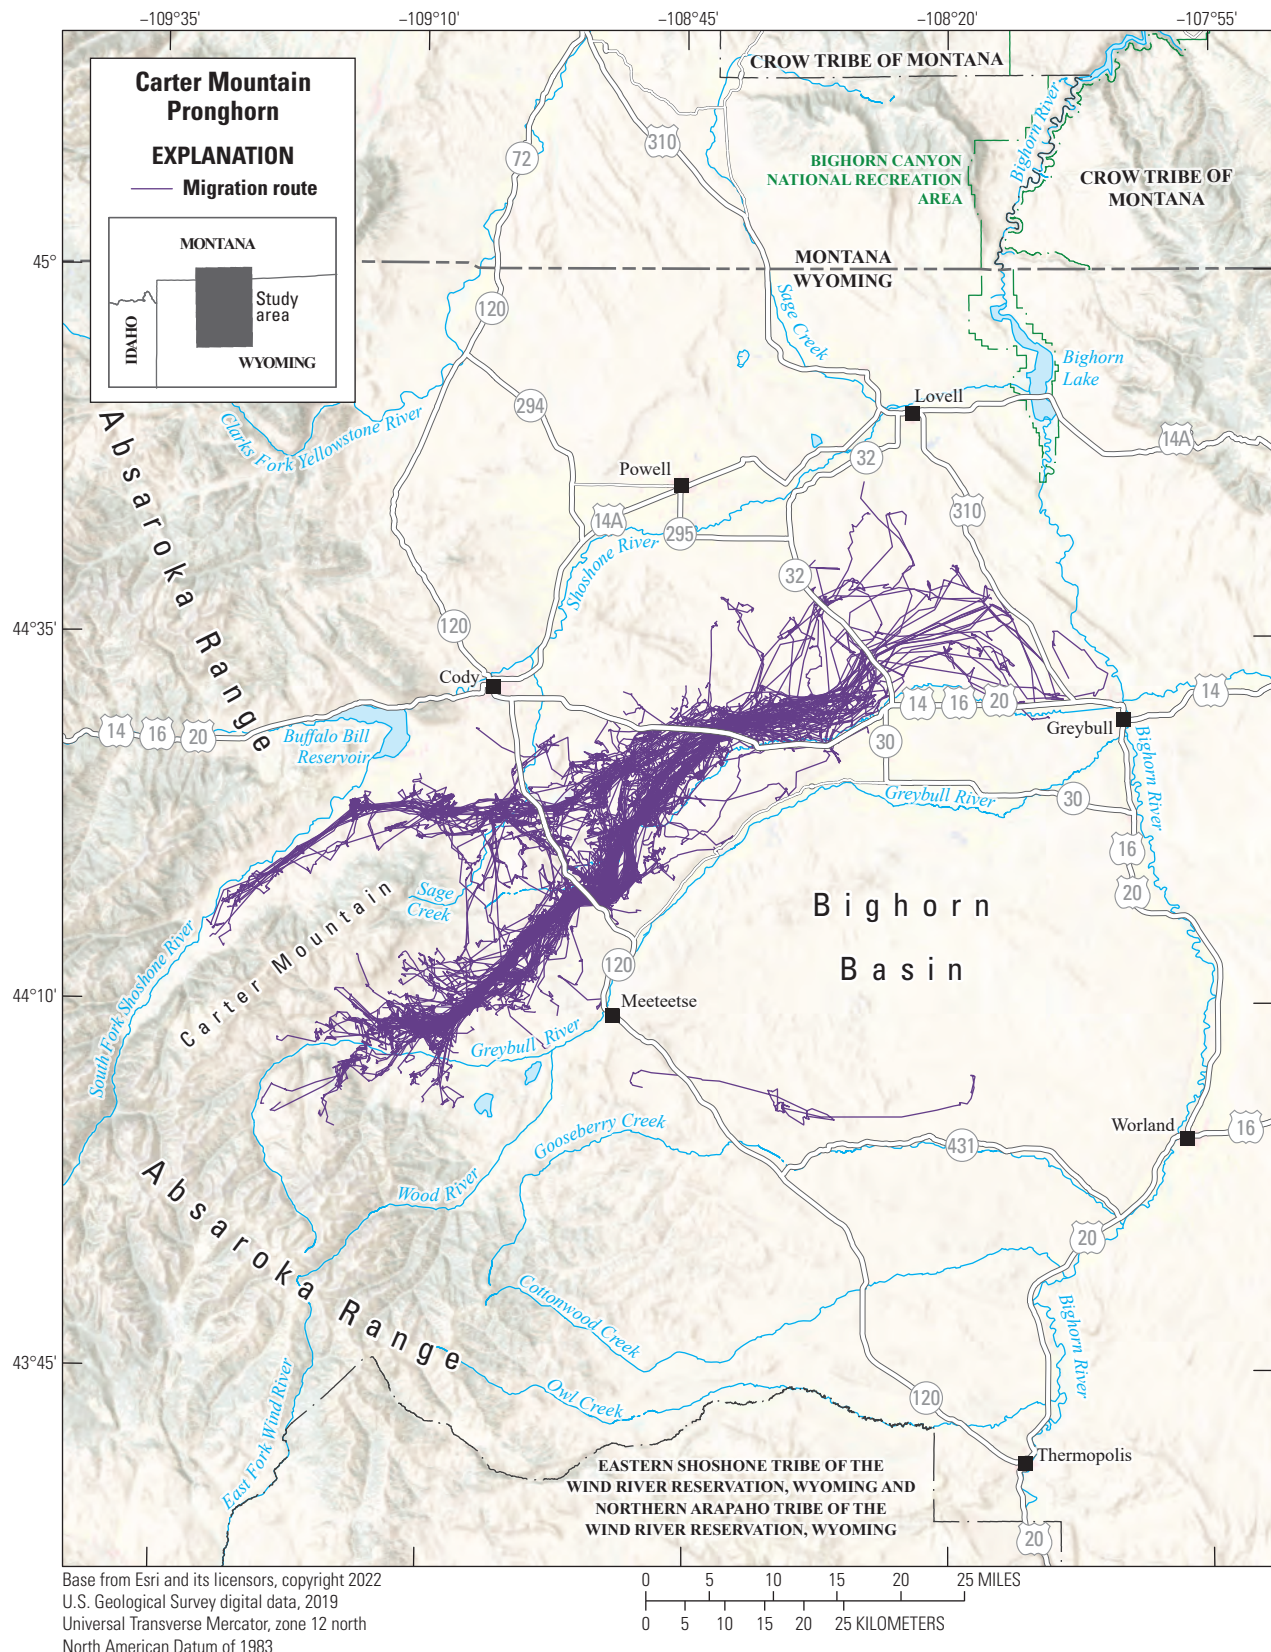 −109°35'
−109°10'
−108°45'
−108°20'
−107°55'
Carter Mountain
Pronghorn
EXPLANATION
Migration route
MONTANA
Study
area
IDAHO
WYOMING
CROW TRIBE OF MONTANA
72
310
BIGHORN CANYON
NATIONAL RECREATION
AREA
Bighorn River
CROW TRIBE OF
MONTANA
45°
MONTANA
WYOMING
120
Sage Creek
Bighorn
Lake
294
Lovell
Clarks Fork Yellowstone River
Absaroka Range
32
14A
Powell
14A
295
310
Shoshone River
32
44°35'
120
Cody
14
16
20
Buffalo Bill
Reservoir
14
16
20
14
Greybull
30
Bighorn River
Greybull River
30
16
20
Sage
Creek
Carter Mountain
South Fork Shoshone River
Bighorn
Basin
120
44°10'
Meeteetse
Greybull River
Gooseberry Creek
Worland
16
431
Wood River
Absaroka Range
20
Cottonwood Creek
Bighorn River
43°45'
Owl Creek
120
East Fork Wind River
Thermopolis
EASTERN SHOSHONE TRIBE OF THE
WIND RIVER RESERVATION, WYOMING AND
NORTHERN ARAPAHO TRIBE OF THE
WIND RIVER RESERVATION, WYOMING
20
Base from Esri and its licensors, copyright 2022
U.S. Geological Survey digital data, 2019
Universal Transverse Mercator, zone 12 north
North American Datum of 1983
0 5 10 15 20 25 MILES
0 5 10 15 20 25 KILOMETERS